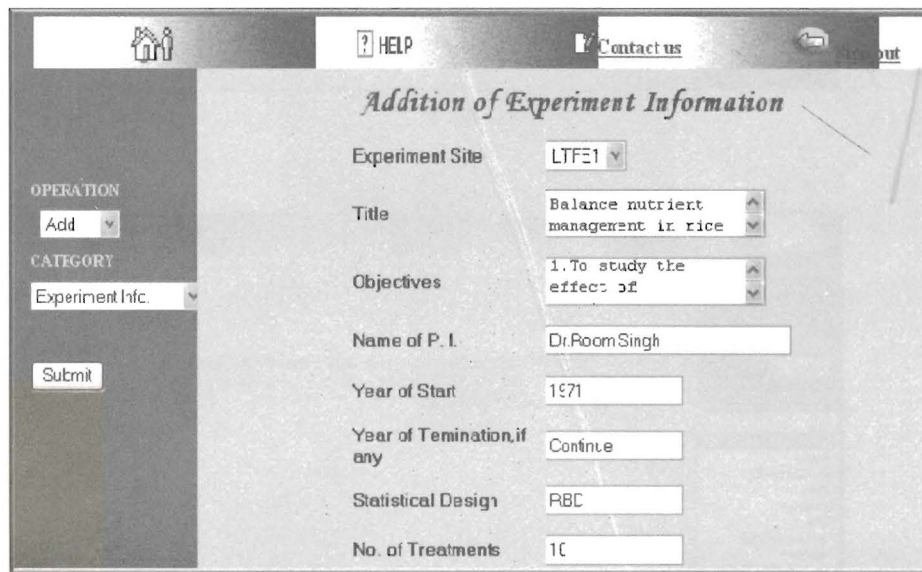 HELP
Contact us
Addition of Experiment Information
Experiment Site LTFE1
OPERATION
Add
Title Balance nutrient
management in rice
CATEGORY
Experiment Info.
Objectives 1.To study the
effect of
Name of P. I. Dr.Room Singh
Submit
Year of Start 1971
Year of Temination,if
any Continue
Statistical Design RBD
No. of Treatments